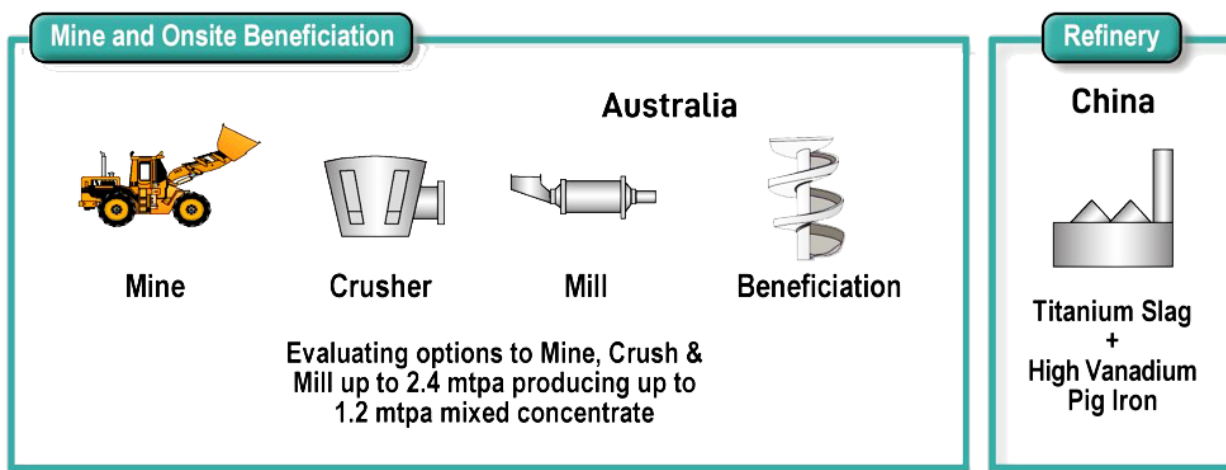 Mine and Onsite Beneficiation
Australia
Mine
Crusher
Mill
Beneficiation
Evaluating options to Mine, Crush &
Mill up to 2.4 mtpa producing up to
1.2 mtpa mixed concentrate
Refinery
China
Titanium Slag
+
High Vanadium
Pig Iron